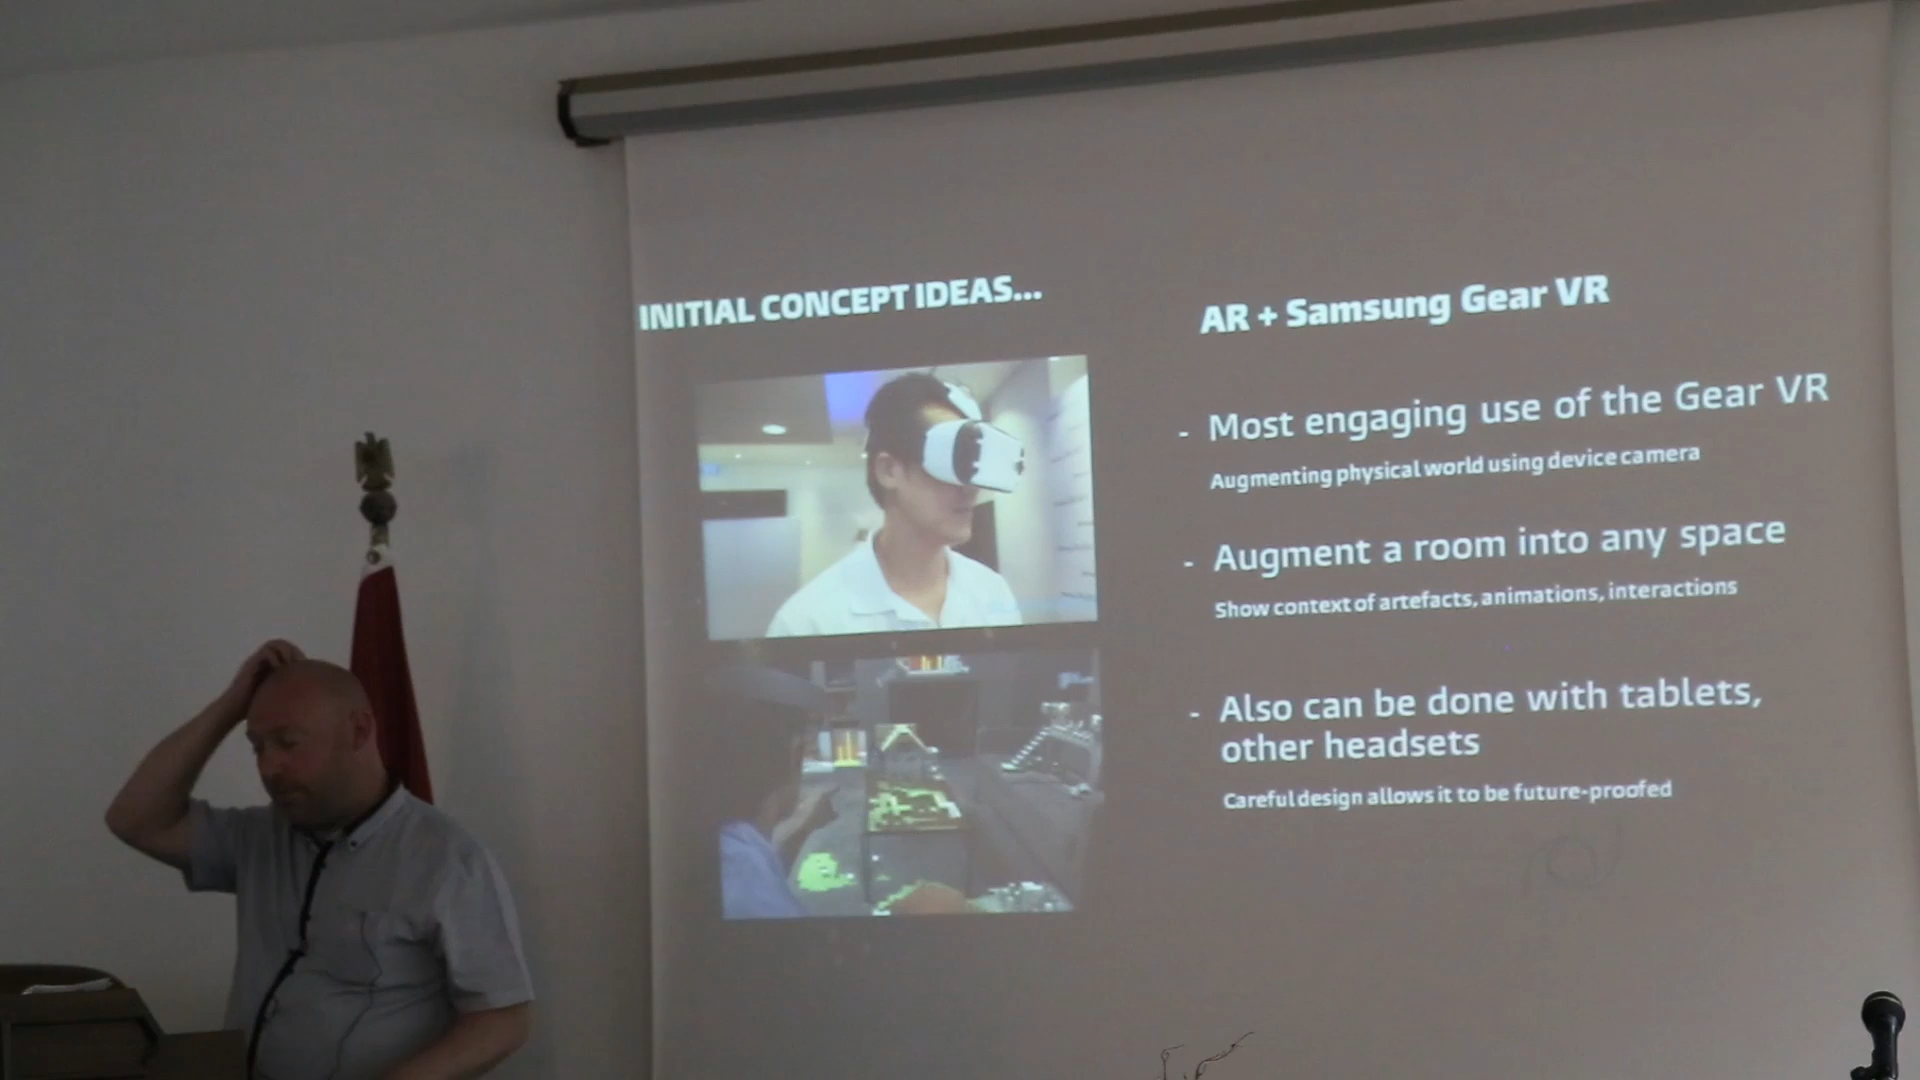 INITIAL CONCEPT IDEAS...
AR + Samsung Gear VR
- Most engaging use of the Gear VR
Augmenting physical world using device camera
- Augment a room into any space
Show context of artefacts, animations, interactions
- Also can be done with tablets,
other headsets
Careful design allows it to be future-proofed